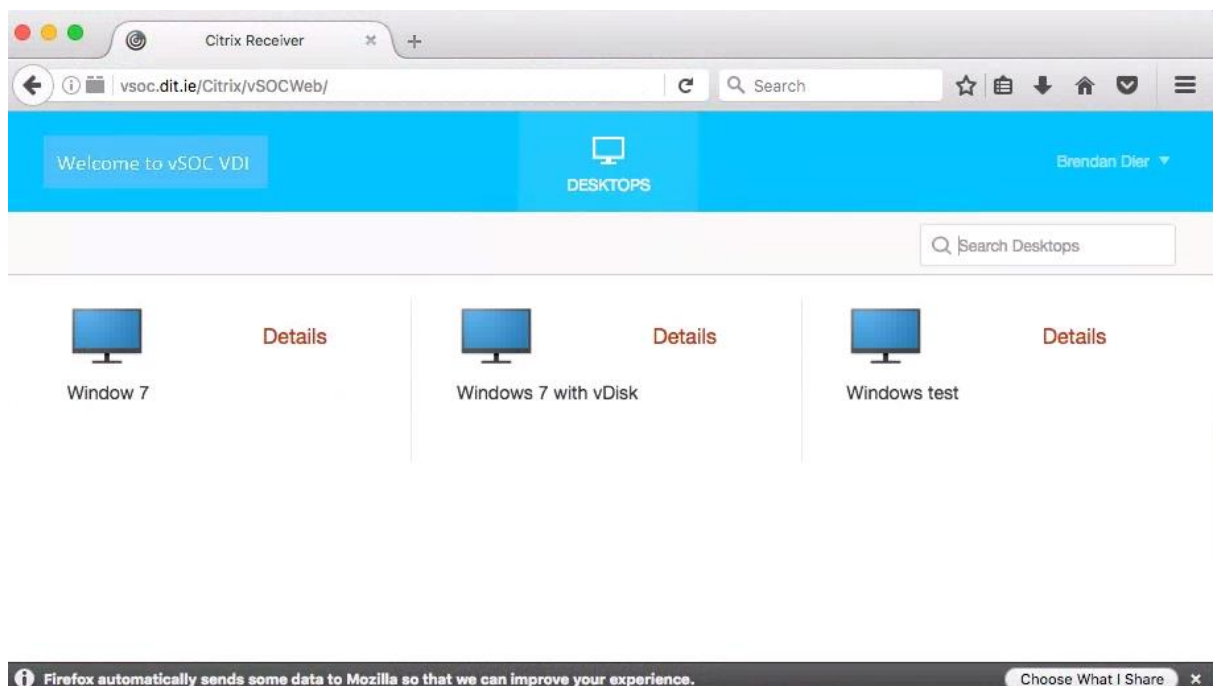 Citrix Receiver
vsoc.dit.ie/Citrix/vSOCWeb/
Search
Welcome to vSOC VDI
DESKTOPS
Brendan Dler
Search Desktops
Details
Details
Details
Window 7
Windows 7 with vDisk
Windows test
Firefox automatically sends some data to Mozilla so that we can improve your experience.
Choose What I Share